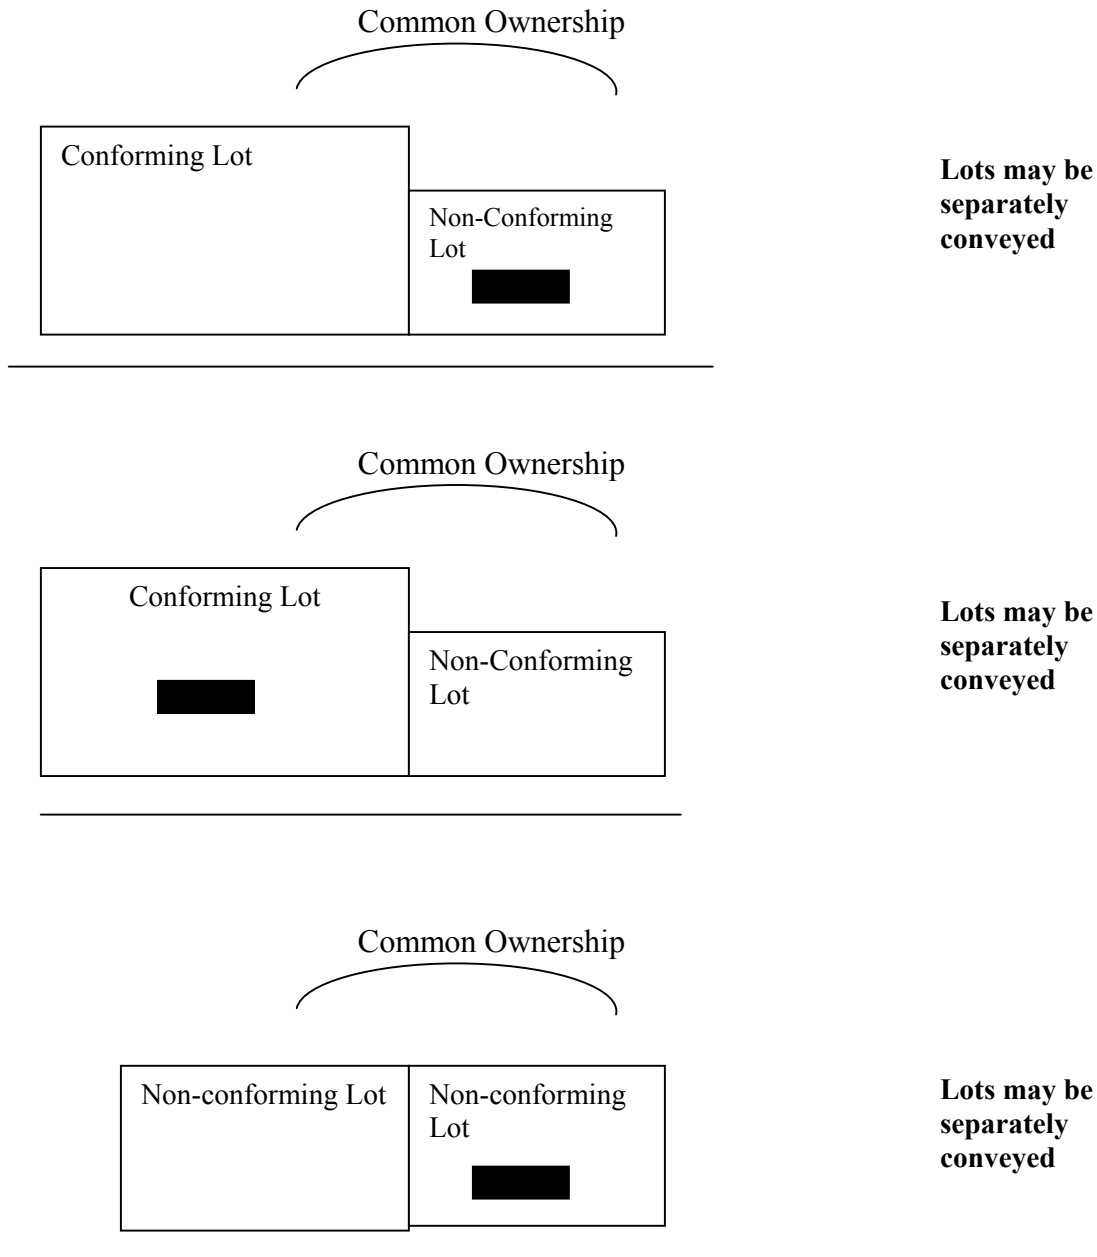 Common Ownership
Conforming Lot
Non-Conforming
Lot
Lots may be
separately
conveyed
Common Ownership
Conforming Lot
Non-Conforming
Lot
Lots may be
separately
conveyed
Common Ownership
Non-conforming Lot
Non-conforming
Lot
Lots may be
separately
conveyed